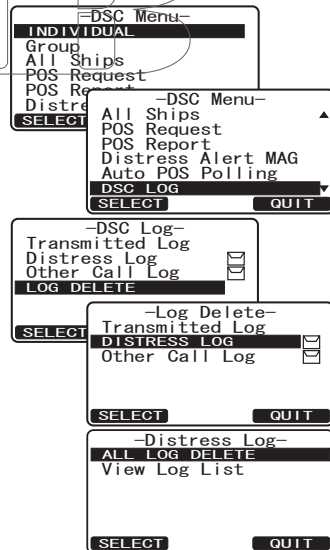 -DSC Menu-
INDIVIDUAL
Group
All Ships
POS Request
POS Report
Distre
SELECT
-DSC Menu-
All Ships
POS Request
POS Report
Distress Alert MAG
Auto POS Polling
DSC LOG
SELECT QUIT
-DSC Log-
Transmitted Log
Distress Log
Other Call Log
LOG DELETE
SELECT
-Log Delete-
Transmitted Log
DISTRESS LOG
Other Call Log
SELECT QUIT
-Distress Log-
ALL LOG DELETE
View Log List
SELECT QUIT